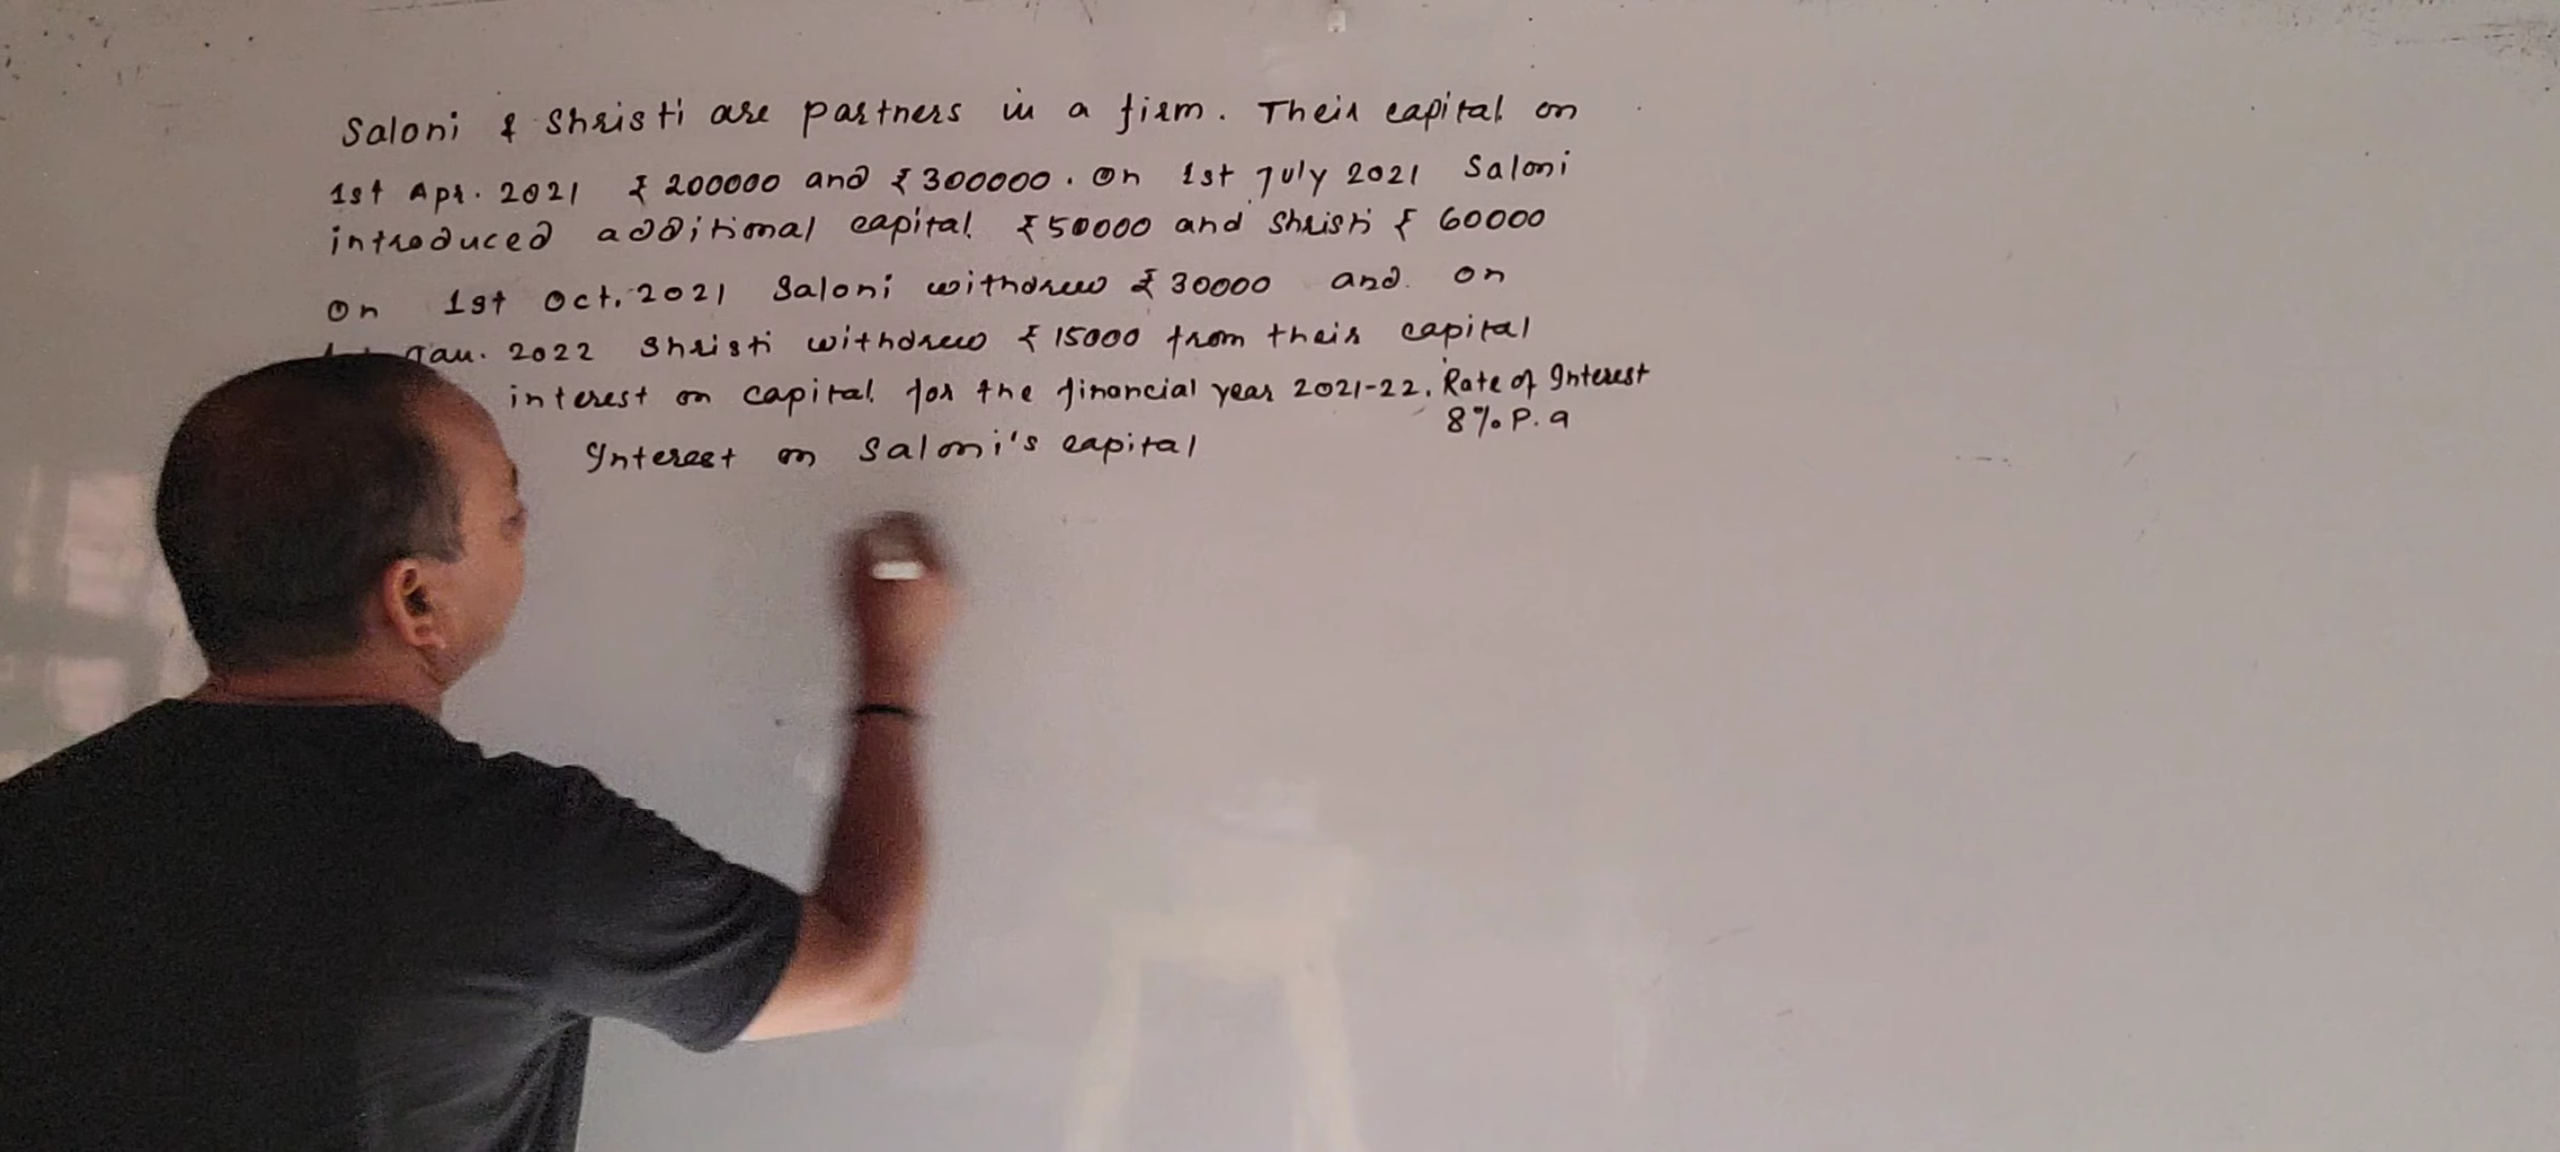 Saloni & Shristi are partners in a firm. Their capital on
1st Apr. 2021 ₹ 200000 and ₹ 300000. On 1st July 2021 Saloni
introduced additional capital ₹ 50000 and Shristi ₹ 60000
On 1st Oct. 2021 Saloni withdrew ₹ 30000 and on
Jan. 2022 Shristi withdrew ₹ 15000 from their capital
interest on capital for the financial year 2021-22. Rate of Interest
8% P.a
Interest on Saloni's capital